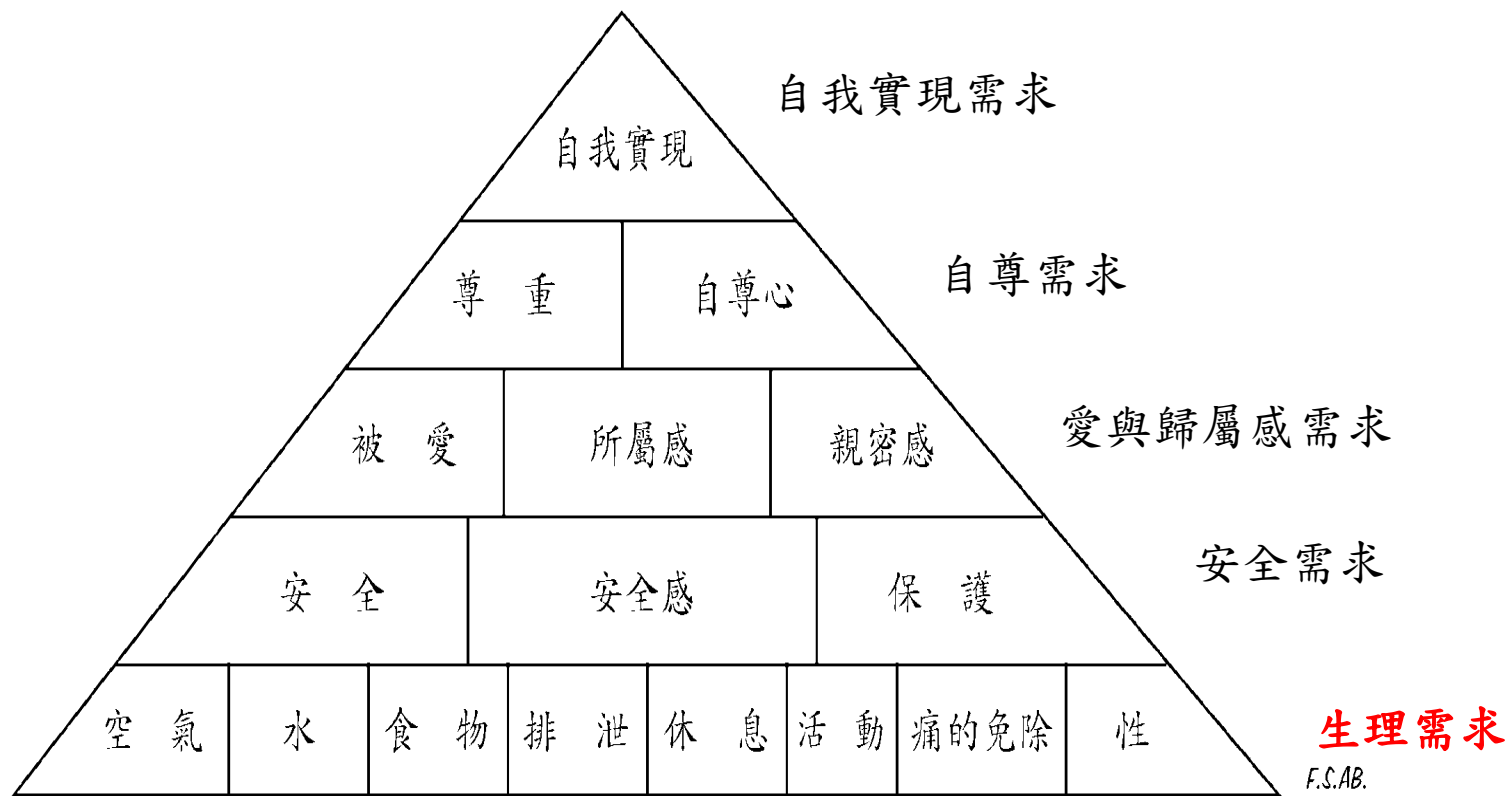 自我實現需求
自我實現
尊重 自尊心
自尊需求
被愛 所屬感 親密感
愛與歸屬感需求
安全 安全感 保護
安全需求
空氣 水 食物 排泄 休息 活動 痛的免除 性
生理需求
F.S.AB.